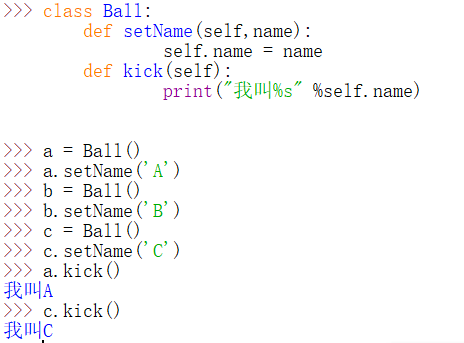 >>> class Ball:
        def setName(self,name):
                self.name = name
        def kick(self):
                print("我叫%s" %self.name)
>>> a = Ball()
>>> a.setName('A')
>>> b = Ball()
>>> b.setName('B')
>>> c = Ball()
>>> c.setName('C')
>>> a.kick()
我叫A
>>> c.kick()
我叫C